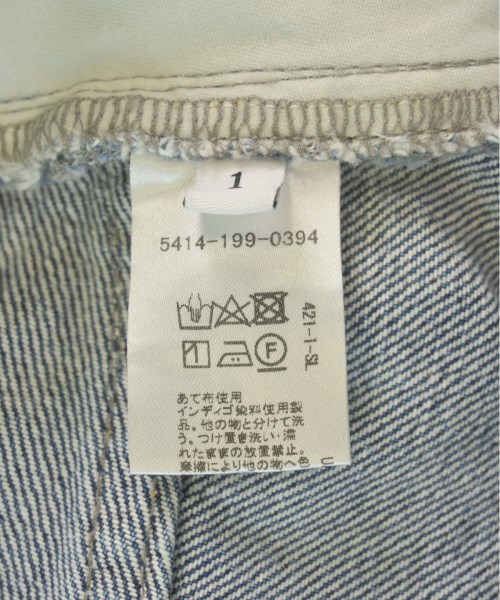 1
5414-199-0394
421-1-SL
F
あて布使用
インディゴ染料使用製
品。他の物と分けて洗
う。つけ置き洗い・濡
れたままの放置禁止。
摩擦により他の物へ色